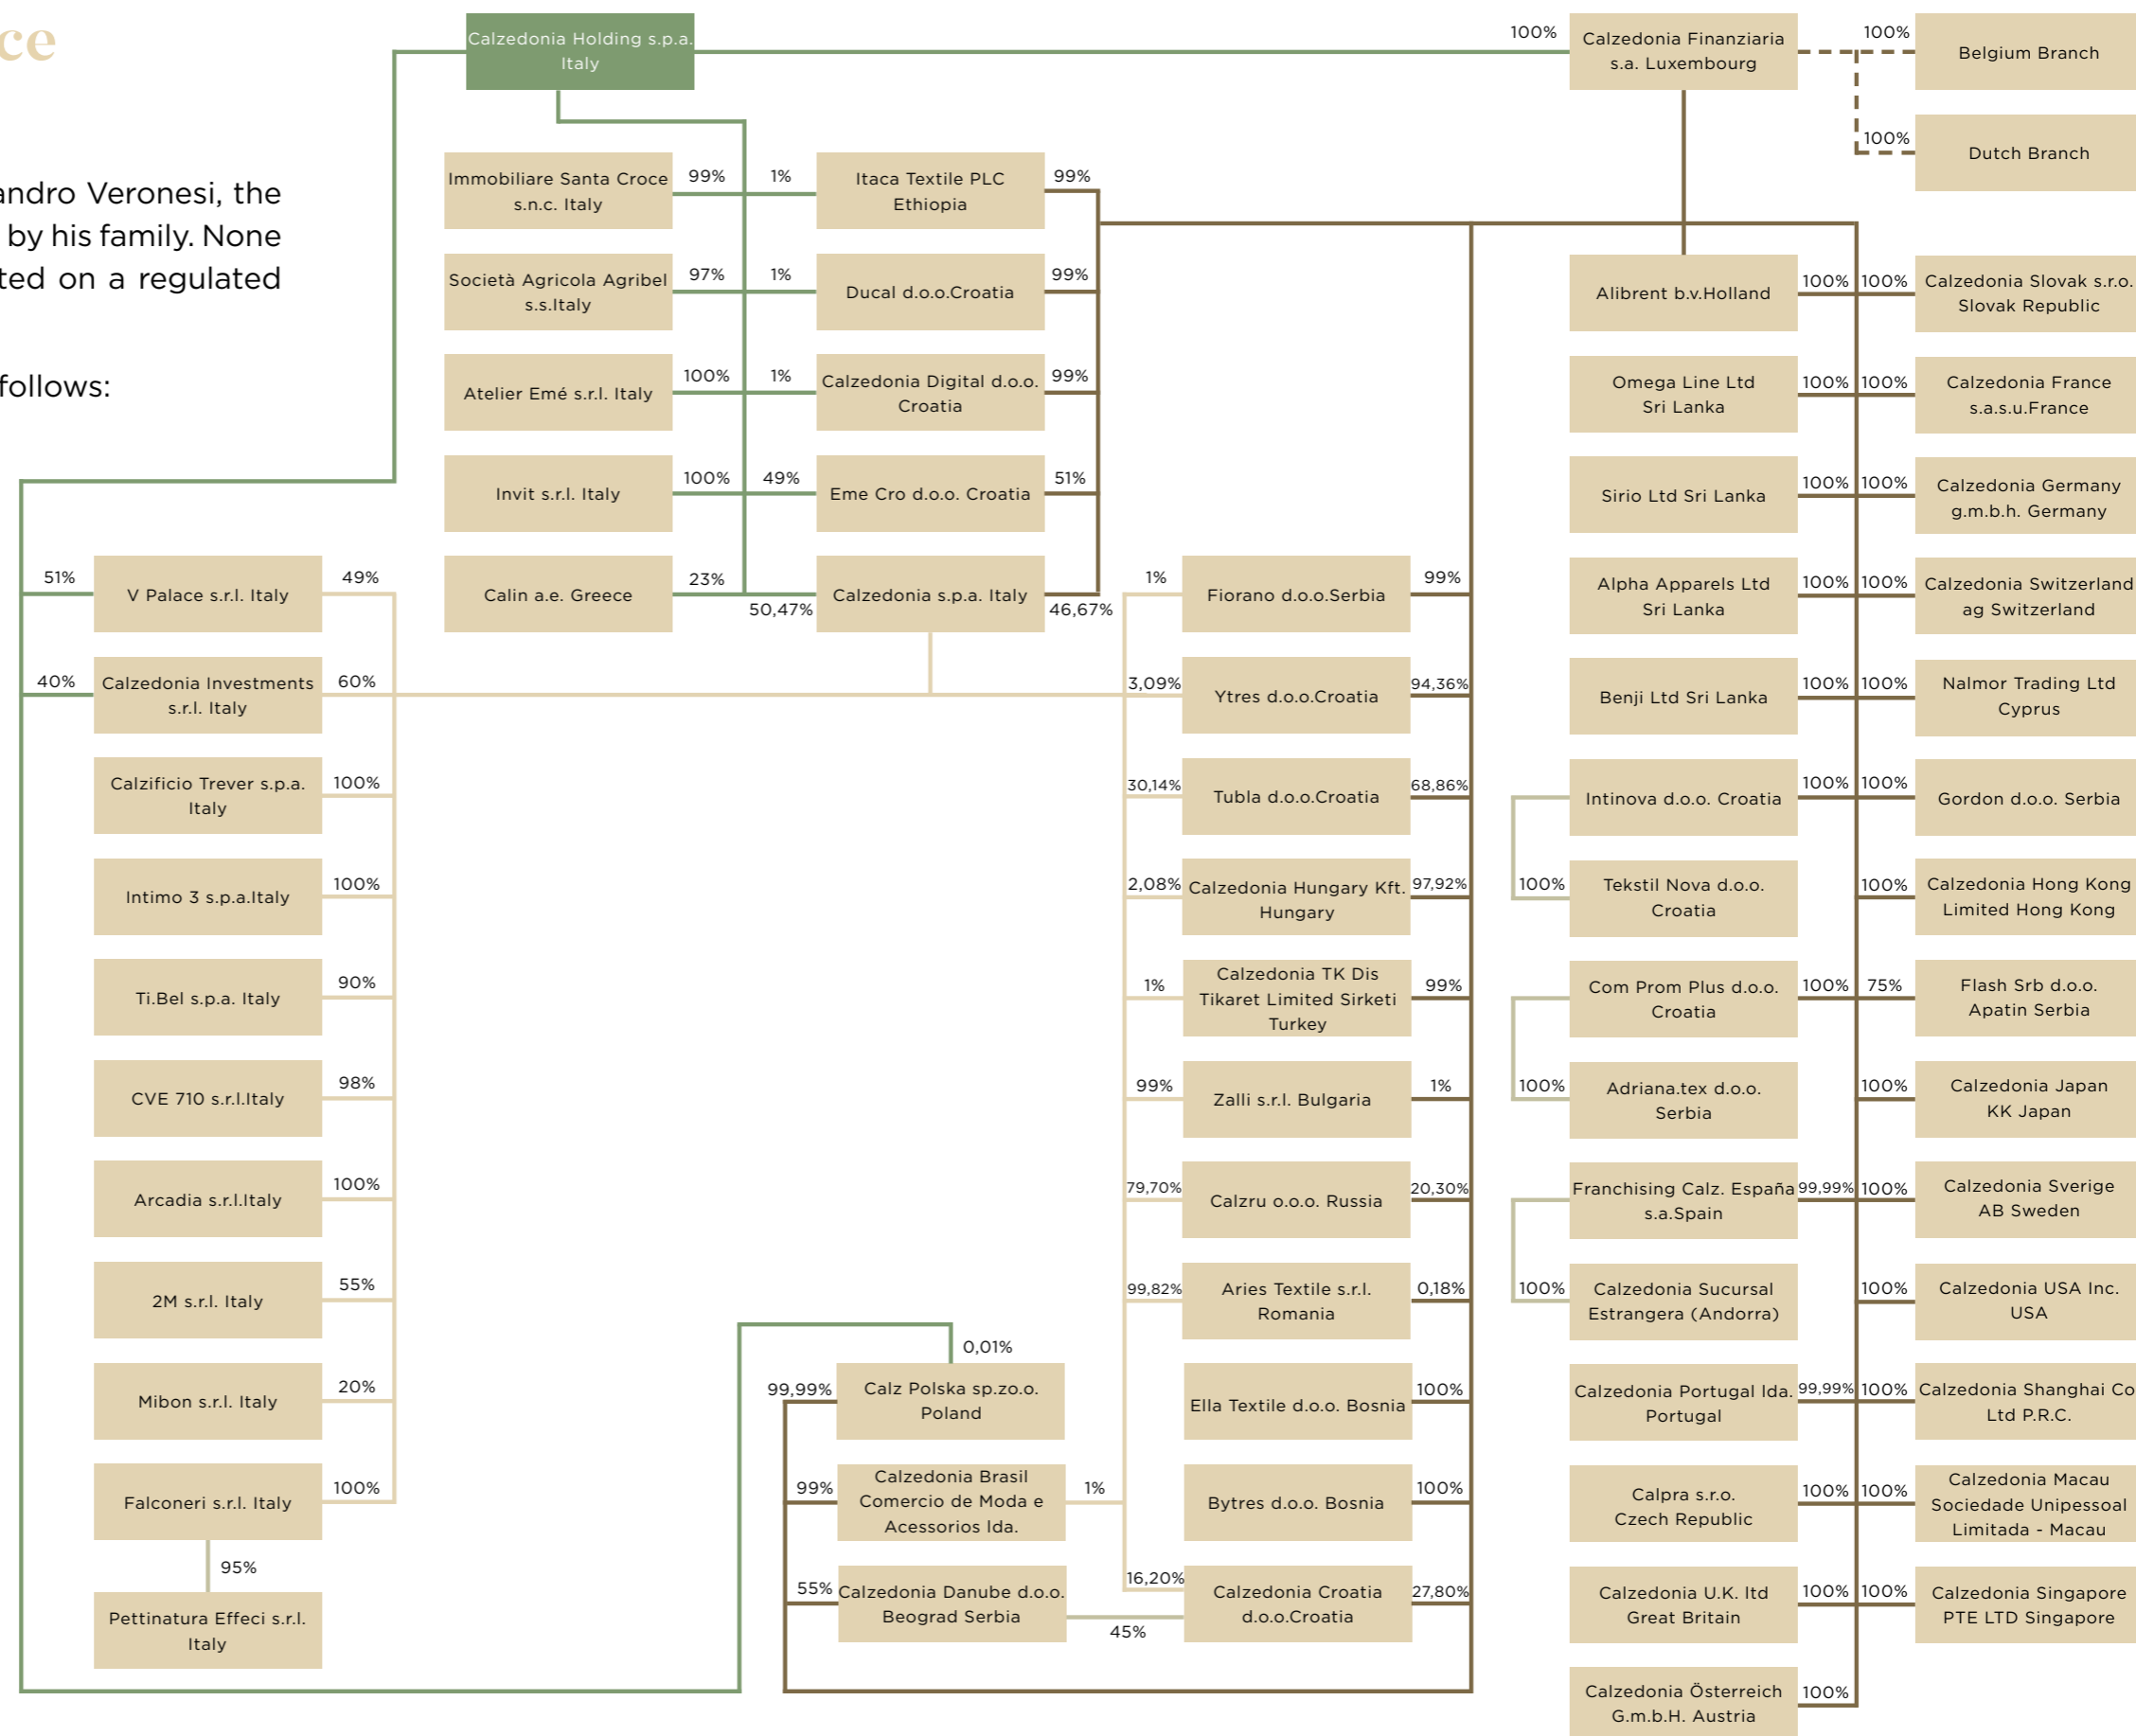 ce
andro Veronesi, the
by his family. None
ted on a regulated
follows:
Calzedonia Holding s.p.a.
Italy
100%
Calzedonia Finanziaria
s.a. Luxembourg
100%
Belgium Branch
100%
Dutch Branch
Immobiliare Santa Croce
s.n.c. Italy
99%
1%
Itaca Textile PLC
Ethiopia
99%
Società Agricola Agribel
s.s.Italy
97%
1%
Ducal d.o.o.Croatia
99%
Atelier Emé s.r.l. Italy
100%
1%
Calzedonia Digital d.o.o.
Croatia
99%
Invit s.r.l. Italy
100%
49%
Eme Cro d.o.o. Croatia
51%
Calin a.e. Greece
23%
50,47%
Calzedonia s.p.a. Italy
46,67%
51%
V Palace s.r.l. Italy
49%
40%
Calzedonia Investments
s.r.l. Italy
60%
Calzificio Trever s.p.a.
Italy
100%
Intimo 3 s.p.a.Italy
100%
Ti.Bel s.p.a. Italy
90%
CVE 710 s.r.l.Italy
98%
Arcadia s.r.l.Italy
100%
2M s.r.l. Italy
55%
Mibon s.r.l. Italy
20%
Falconeri s.r.l. Italy
100%
95%
Pettinatura Effeci s.r.l.
Italy
0,01%
99,99%
Calz Polska sp.zo.o.
Poland
99%
Calzedonia Brasil
Comercio de Moda e
Acessorios lda.
1%
55%
Calzedonia Danube d.o.o.
Beograd Serbia
45%
1%
Fiorano d.o.o.Serbia
99%
3,09%
Ytres d.o.o.Croatia
94,36%
30,14%
Tubla d.o.o.Croatia
68,86%
2,08%
Calzedonia Hungary Kft.
Hungary
97,92%
1%
Calzedonia TK Dis
Tikaret Limited Sirketi
Turkey
99%
99%
Zalli s.r.l. Bulgaria
1%
79,70%
Calzru o.o.o. Russia
20,30%
99,82%
Aries Textile s.r.l.
Romania
0,18%
Ella Textile d.o.o. Bosnia
100%
Bytres d.o.o. Bosnia
100%
16,20%
Calzedonia Croatia
d.o.o.Croatia
27,80%
Alibrent b.v.Holland
100%
100%
Calzedonia Slovak s.r.o.
Slovak Republic
Omega Line Ltd
Sri Lanka
100%
100%
Calzedonia France
s.a.s.u.France
Sirio Ltd Sri Lanka
100%
100%
Calzedonia Germany
g.m.b.h. Germany
Alpha Apparels Ltd
Sri Lanka
100%
100%
Calzedonia Switzerland
ag Switzerland
Benji Ltd Sri Lanka
100%
100%
Nalmor Trading Ltd
Cyprus
Intinova d.o.o. Croatia
100%
100%
Gordon d.o.o. Serbia
100%
Tekstil Nova d.o.o.
Croatia
100%
Calzedonia Hong Kong
Limited Hong Kong
Com Prom Plus d.o.o.
Croatia
100%
75%
Flash Srb d.o.o.
Apatin Serbia
100%
Adriana.tex d.o.o.
Serbia
100%
Calzedonia Japan
KK Japan
Franchising Calz. España
s.a.Spain
99,99%
100%
Calzedonia Sverige
AB Sweden
100%
Calzedonia Sucursal
Estrangera (Andorra)
100%
Calzedonia USA Inc.
USA
Calzedonia Portugal lda.
Portugal
99,99%
100%
Calzedonia Shanghai Co
Ltd P.R.C.
Calpra s.r.o.
Czech Republic
100%
100%
Calzedonia Macau
Sociedade Unipessoal
Limitada - Macau
Calzedonia U.K. ltd
Great Britain
100%
100%
Calzedonia Singapore
PTE LTD Singapore
Calzedonia Österreich
G.m.b.H. Austria
100%